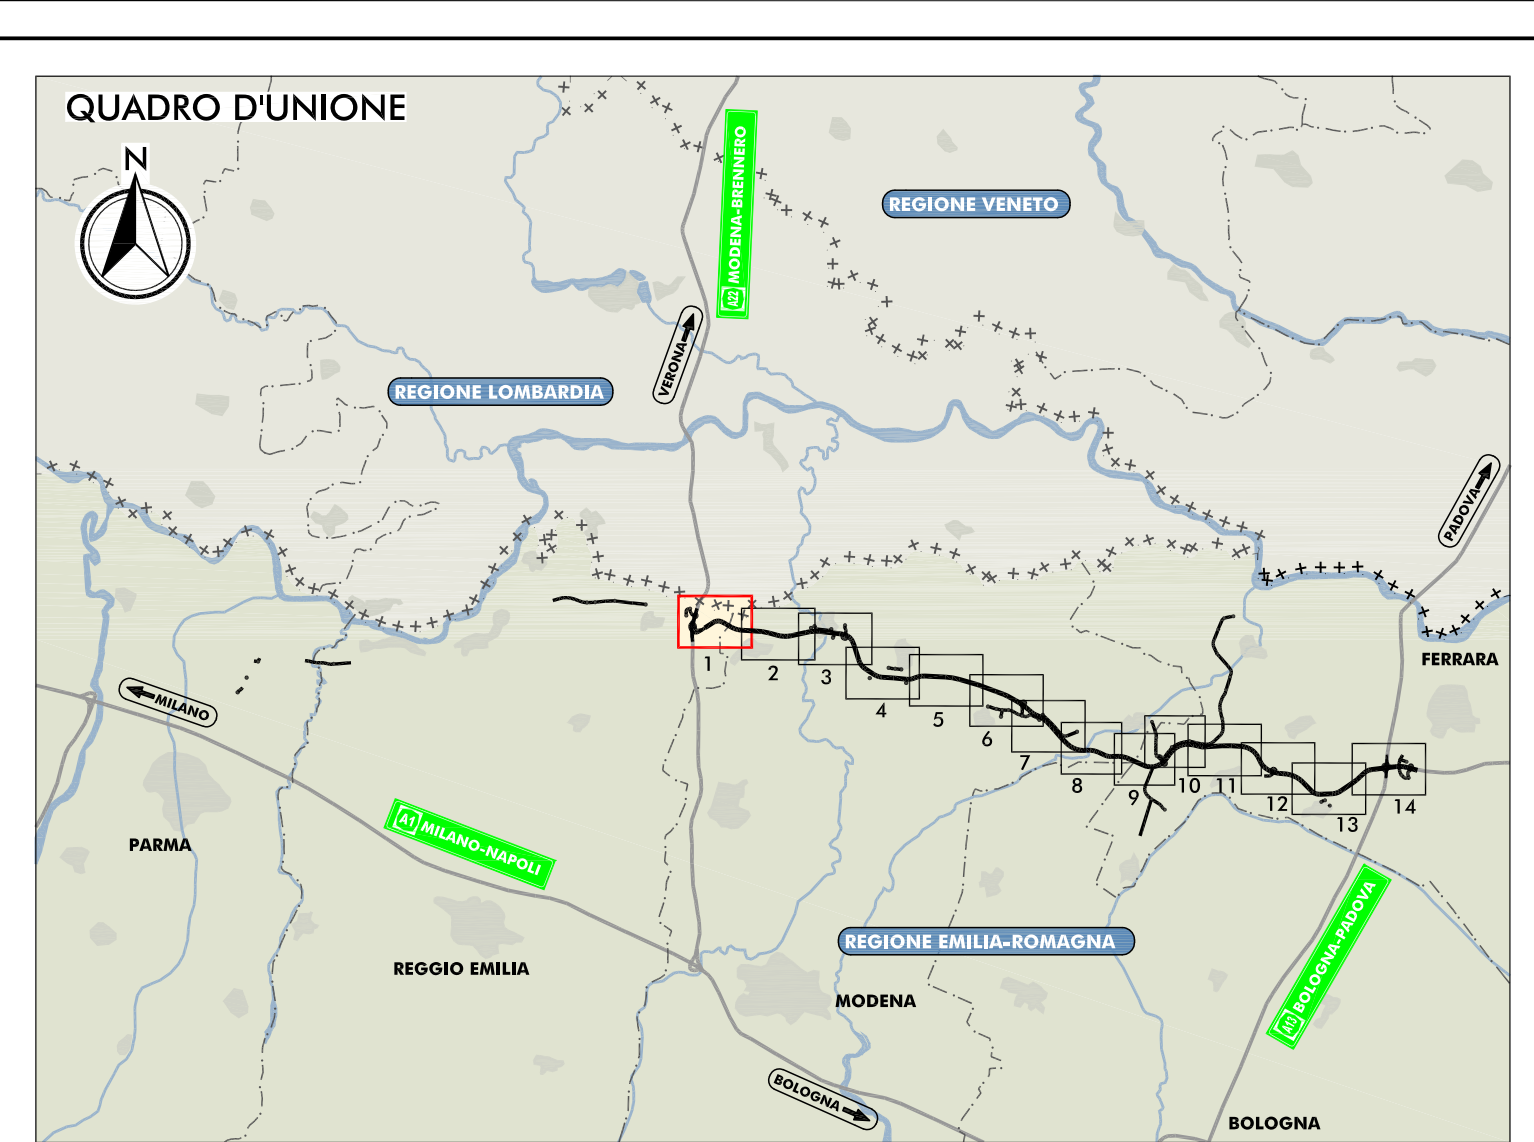 QUADRO D'UNIONE
N
A22 MODENA-BRENNERO
REGIONE VENETO
VERONA
REGIONE LOMBARDIA
PADOVA
FERRARA
1
2
3
4
5
6
7
8
9
10
11
12
13
14
MILANO
PARMA
A1 MILANO-NAPOLI
REGIONE EMILIA-ROMAGNA
REGGIO EMILIA
MODENA
A13 BOLOGNA-PADOVA
BOLOGNA
BOLOGNA